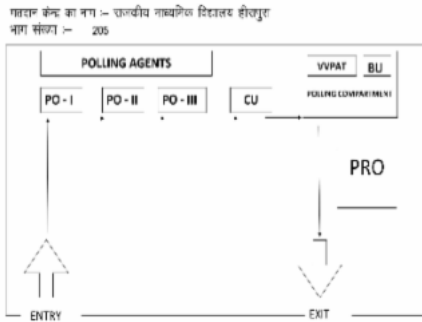 मतदान केन्द्र का नाम :– राजकीय माध्यमिक विद्यालय हीरापुरा
भाग संख्या :– 205
POLLING AGENTS
VVPAT BU
POLLING COMPARTMENT
PO - I PO - II PO - III CU
PRO
ENTRY EXIT